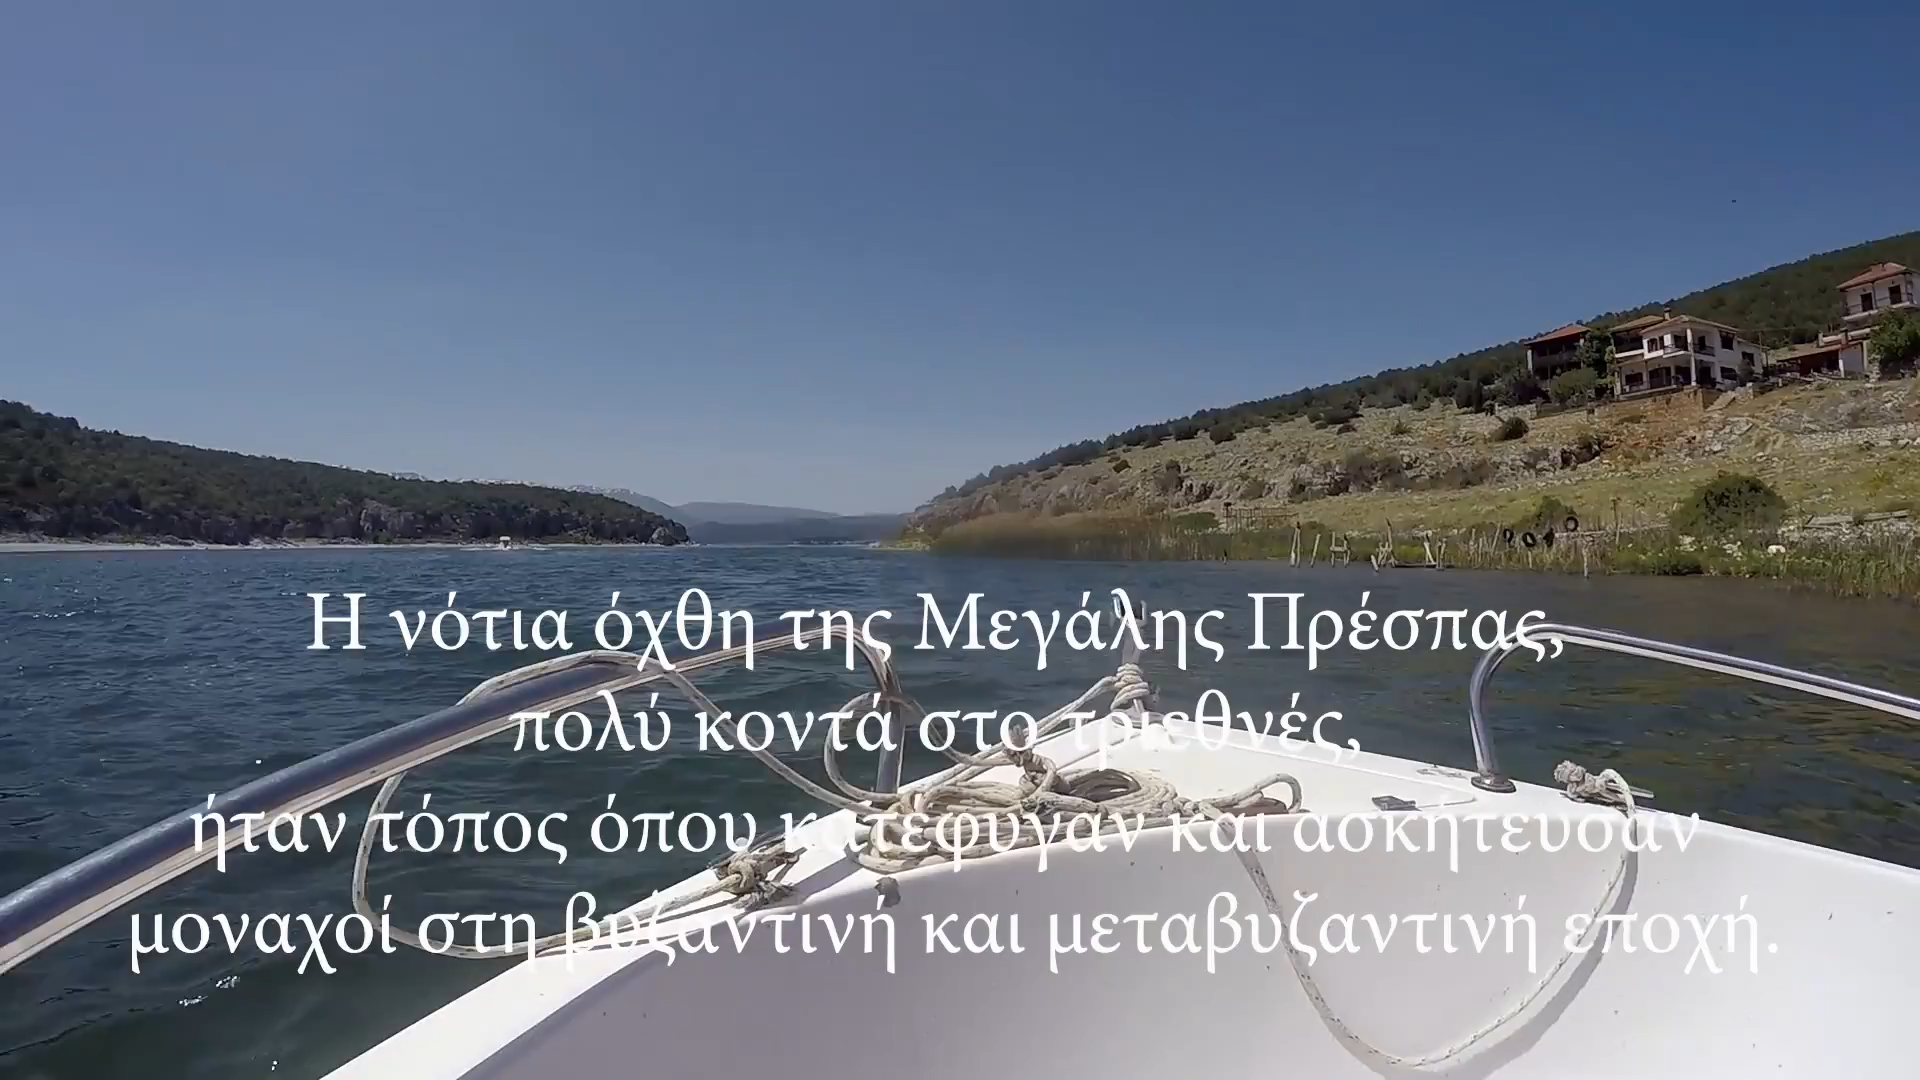 Η νότια όχθη της Μεγάλης Πρέσπας,
πολύ κοντά στο τριεθνές,
ήταν τόπος όπου κατέφυγαν και ασκήτευσαν
μοναχοί στη βυζαντινή και μεταβυζαντινή εποχή.